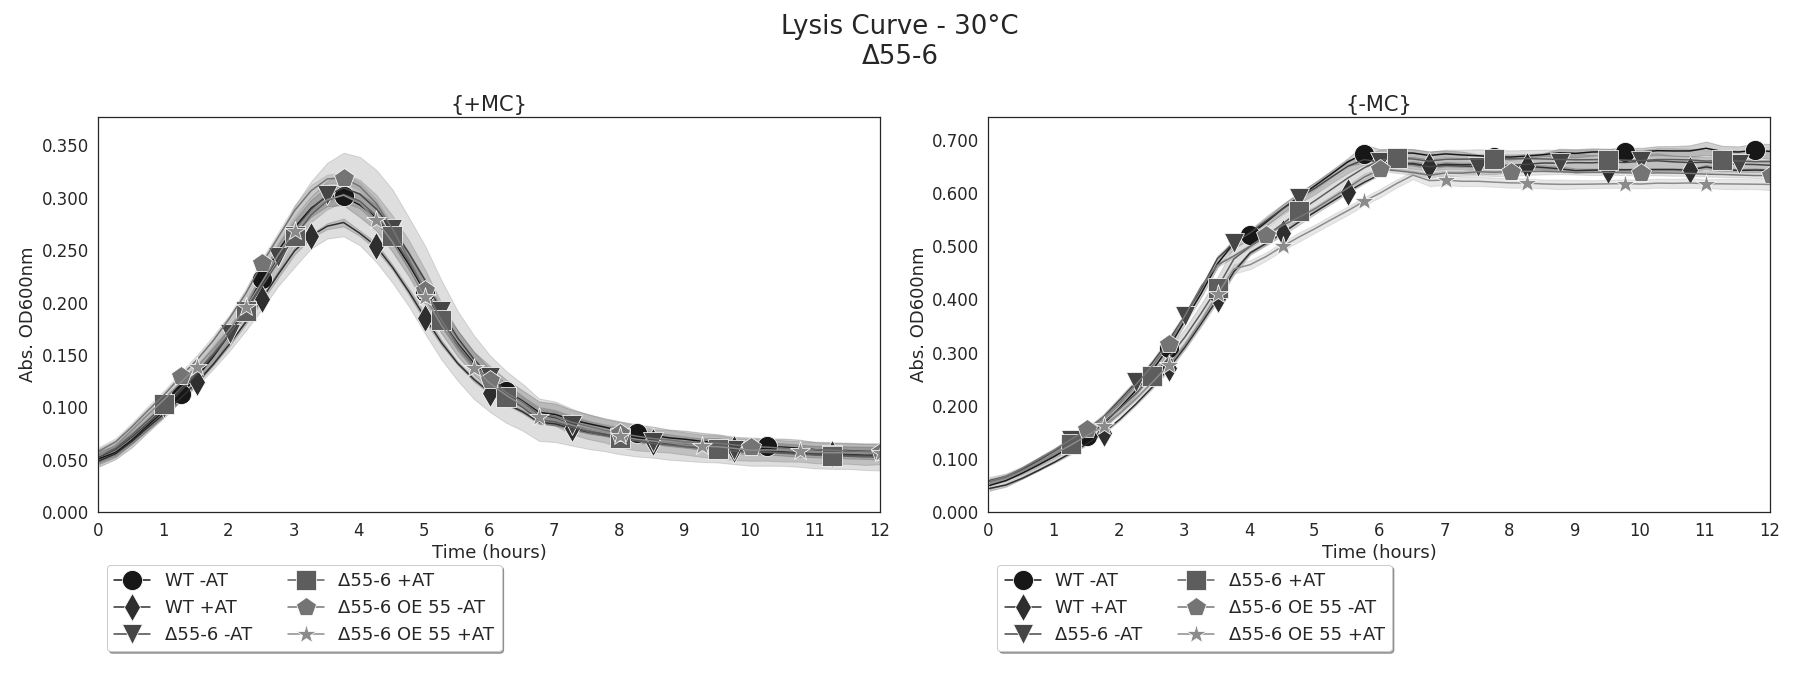 Lysis Curve - 30°C
Δ55-6
{+MC}
Abs. OD600nm
0.350
0.300
0.250
0.200
0.150
0.100
0.050
0.000
0 1 2 3 4 5 6 7 8 9 10 11 12
Time (hours)
WT -AT
WT +AT
Δ55-6 -AT
Δ55-6 +AT
Δ55-6 OE 55 -AT
Δ55-6 OE 55 +AT
{-MC}
Abs. OD600nm
0.700
0.600
0.500
0.400
0.300
0.200
0.100
0.000
0 1 2 3 4 5 6 7 8 9 10 11 12
Time (hours)
WT -AT
WT +AT
Δ55-6 -AT
Δ55-6 +AT
Δ55-6 OE 55 -AT
Δ55-6 OE 55 +AT